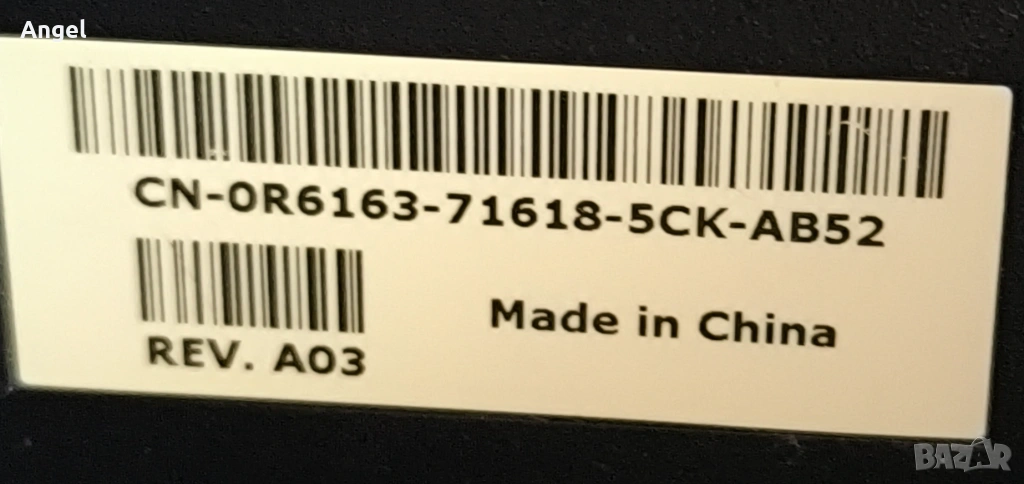 Angel
CN-0R6163-71618-5CK-AB52
REV. A03
Made in China
BAZAR